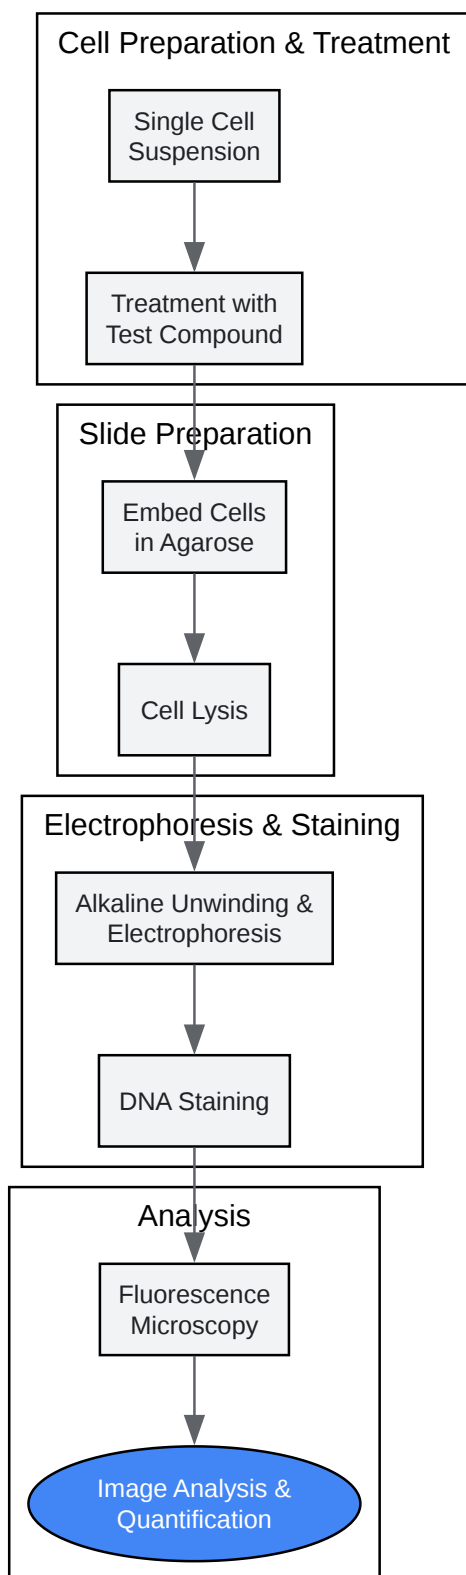 Cell Preparation & Treatment
Single Cell
Suspension
Treatment with
Test Compound
Slide Preparation
Embed Cells
in Agarose
Cell Lysis
Electrophoresis & Staining
Alkaline Unwinding &
Electrophoresis
DNA Staining
Analysis
Fluorescence
Microscopy
Image Analysis &
Quantification